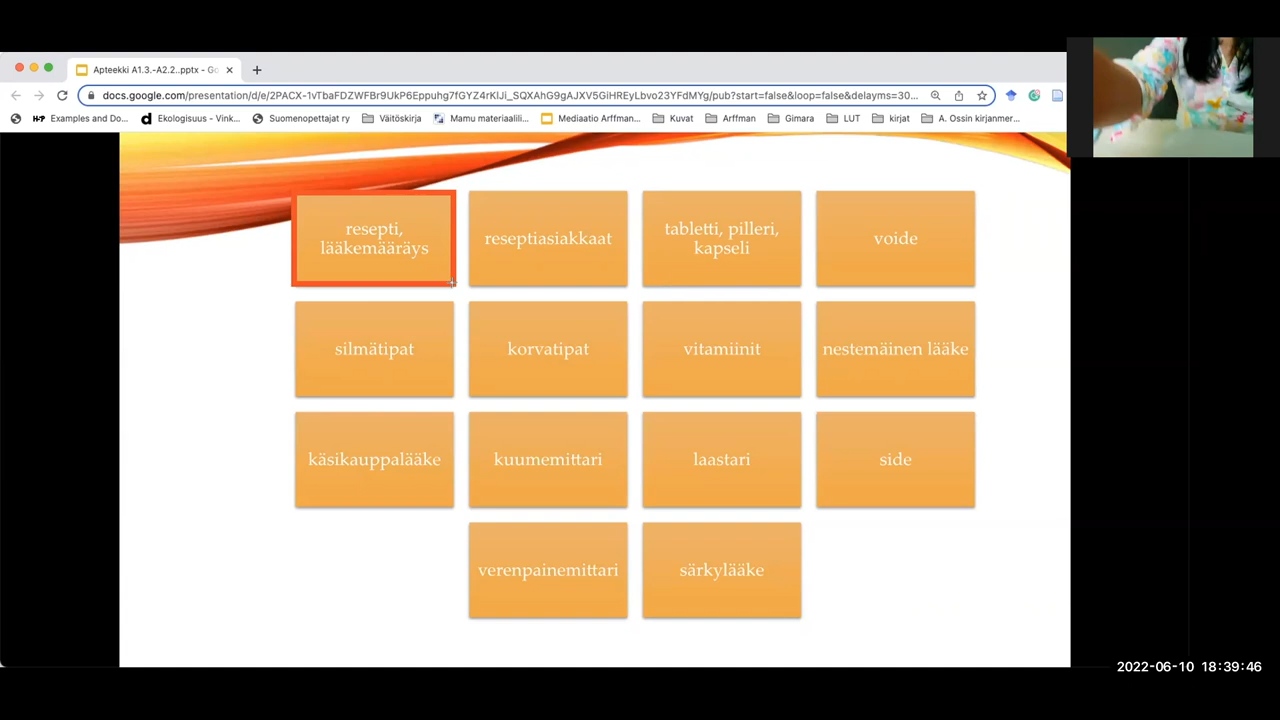 Apteekki A1.3.-A2.2..pptx - Go
docs.google.com/presentation/d/e/2PACX-1vTbaFDZWFBr9UkP6Eppuhg7fGYZ4rKIJi_SQXAhG9gAJXV5GiHREyLbvo23YFdMYg/pub?start=false&loop=false&delayms=30...
Examples and Do... Ekologisuus - Vink... Suomenopettajat ry Väitöskirja Mamu materiaalili... Mediaatio Arffman... Kuvat Arffman Gimara LUT kirjat A. Ossin kirjanmer...
resepti,
lääkemääräys
reseptiasiakkaat
tabletti, pilleri,
kapseli
voide
silmätipat
korvatipat
vitamiinit
nestemäinen lääke
käsikauppalääke
kuumemittari
laastari
side
verenpainemittari
särkylääke
2022-06-10 18:39:46